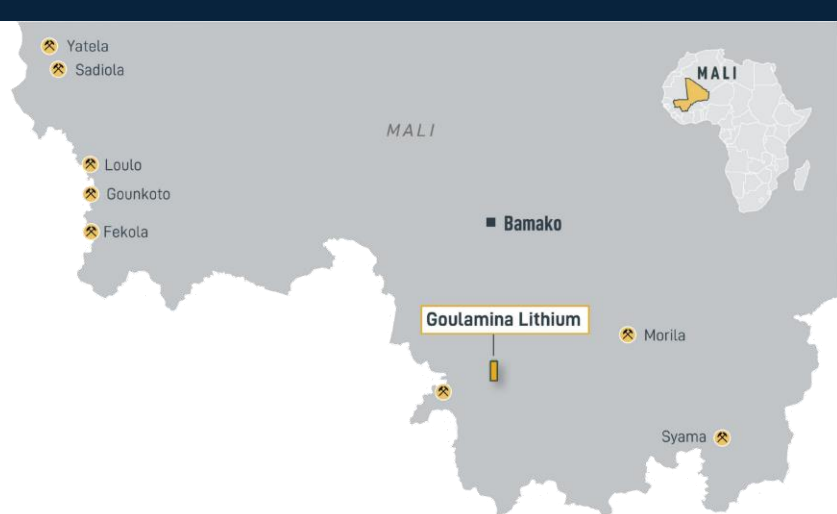 Yatela
Sadiola
MALI
MALI
Loulo
Gounkoto
Fekola
Bamako
Goulamina Lithium
Morila
Syama